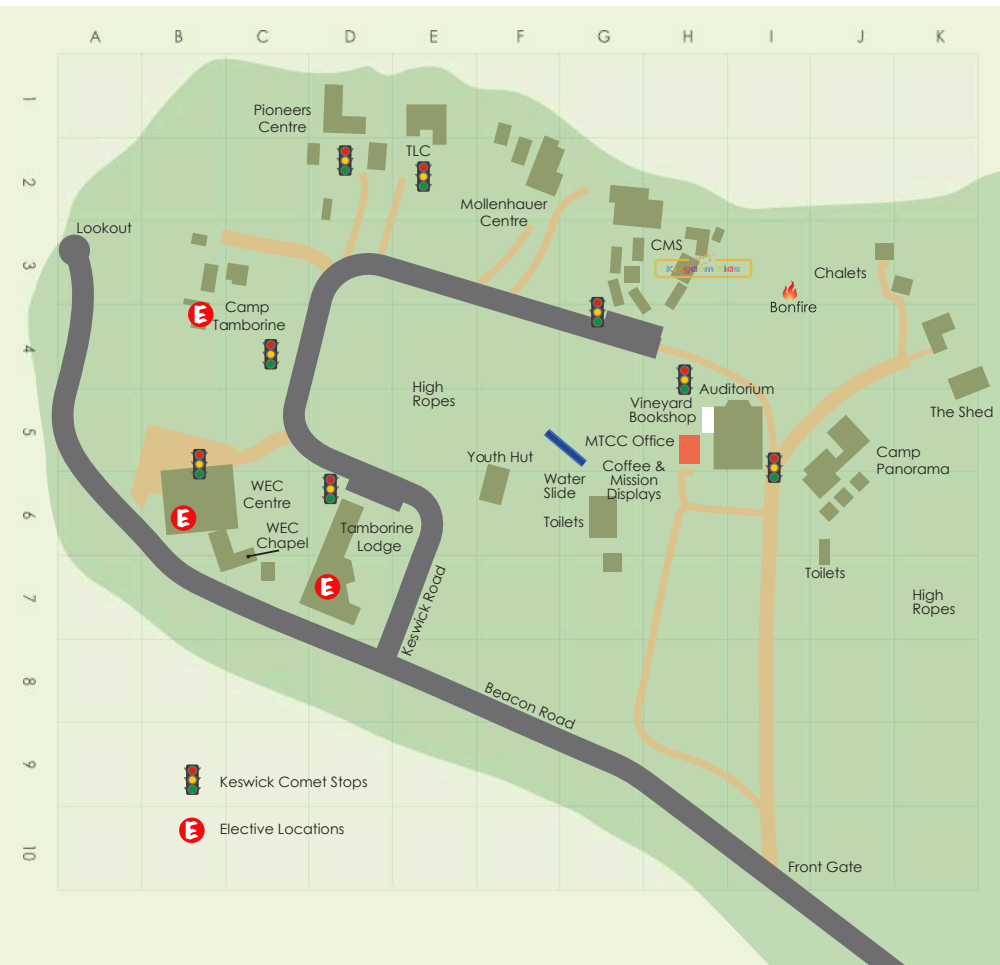 A B C D E F G H I J K
1
2
3
4
5
6
7
8
9
10
Pioneers
Centre
TLC
Mollenhauer
Centre
Lookout
CMS
Kingdom Kids
Chalets
Bonfire
Camp
Tamborine
E
High
Ropes
Auditorium
Vineyard
Bookshop
The Shed
MTCC Office
Youth Hut
Water
Slide
Coffee &
Mission
Displays
Camp
Panorama
WEC
Centre
E
WEC
Chapel
Tamborine
Lodge
Toilets
E
Toilets
High
Ropes
Keswick Road
Beacon Road
Keswick Comet Stops
E Elective Locations
Front Gate